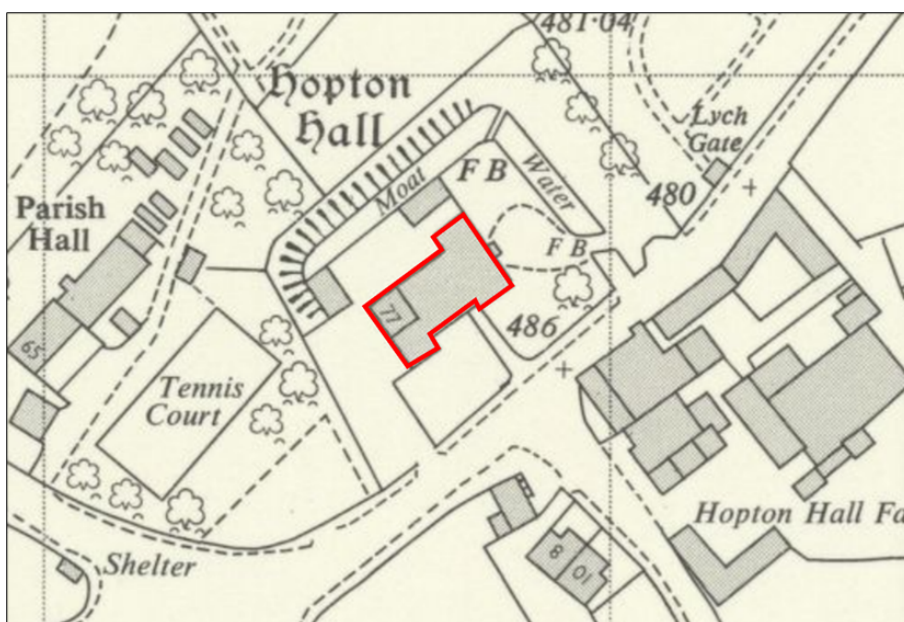 481·04
Hopton
Hall
Lych
Gate
Moat
F B
Water
480
Parish
Hall
F B
77
486
65
Tennis
Court
Hopton Hall Fa
Shelter
8
10